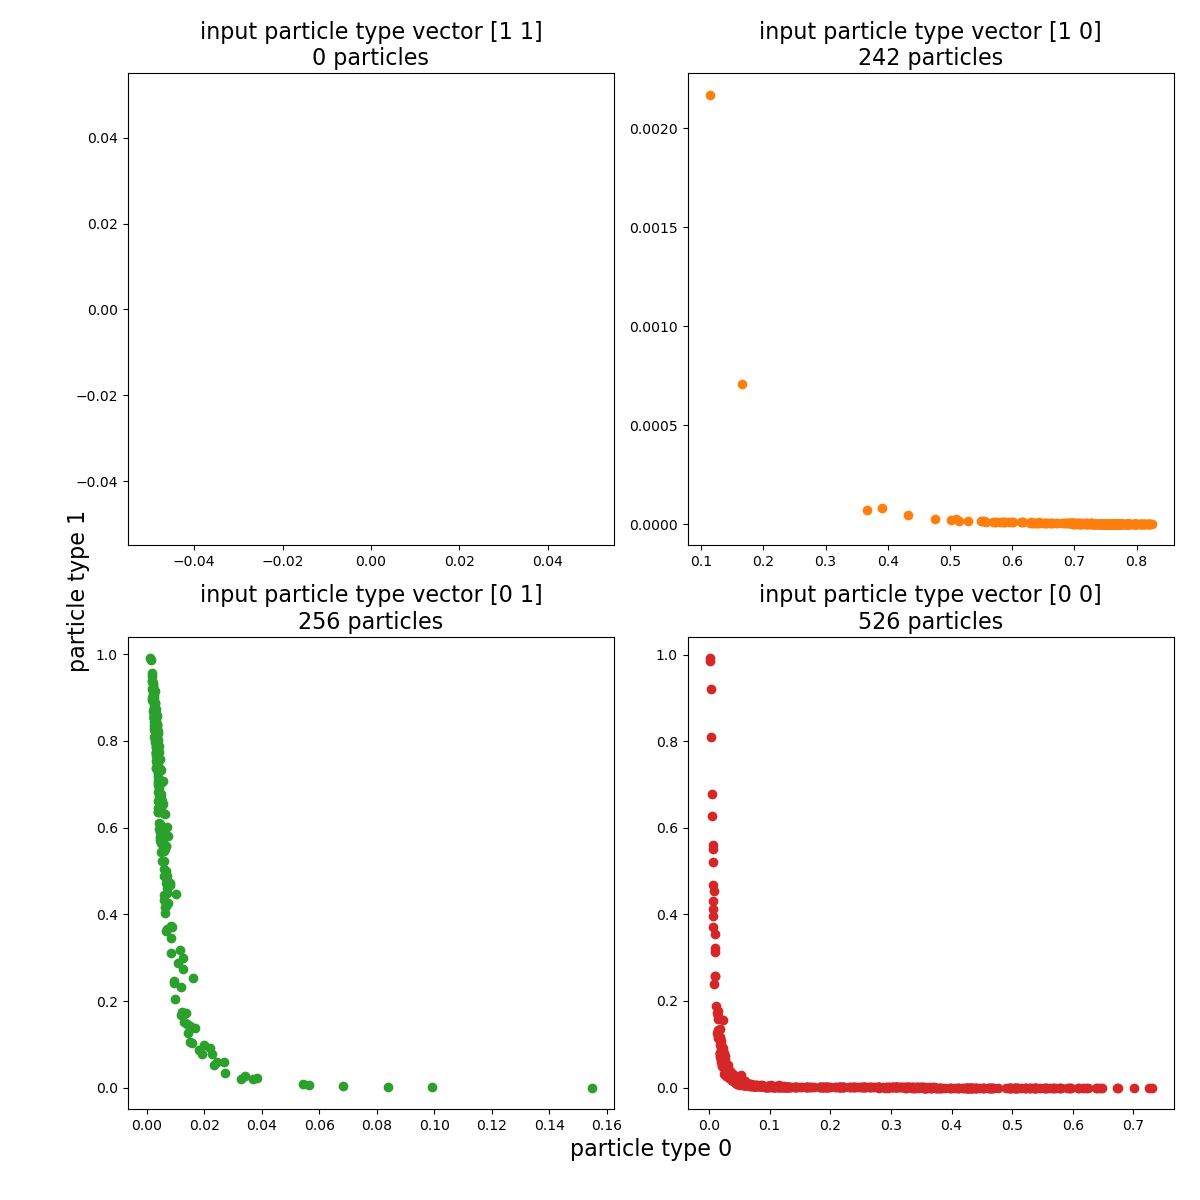 input particle type vector [1 1]
0 particles
input particle type vector [1 0]
242 particles
0.04
0.02
0.00
−0.02
−0.04
−0.04 −0.02 0.00 0.02 0.04
0.0020
0.0015
0.0010
0.0005
0.0000
0.1 0.2 0.3 0.4 0.5 0.6 0.7 0.8
input particle type vector [0 1]
256 particles
input particle type vector [0 0]
526 particles
1.0
0.8
0.6
0.4
0.2
0.0
0.00 0.02 0.04 0.06 0.08 0.10 0.12 0.14 0.16
1.0
0.8
0.6
0.4
0.2
0.0
0.0 0.1 0.2 0.3 0.4 0.5 0.6 0.7
particle type 1
particle type 0